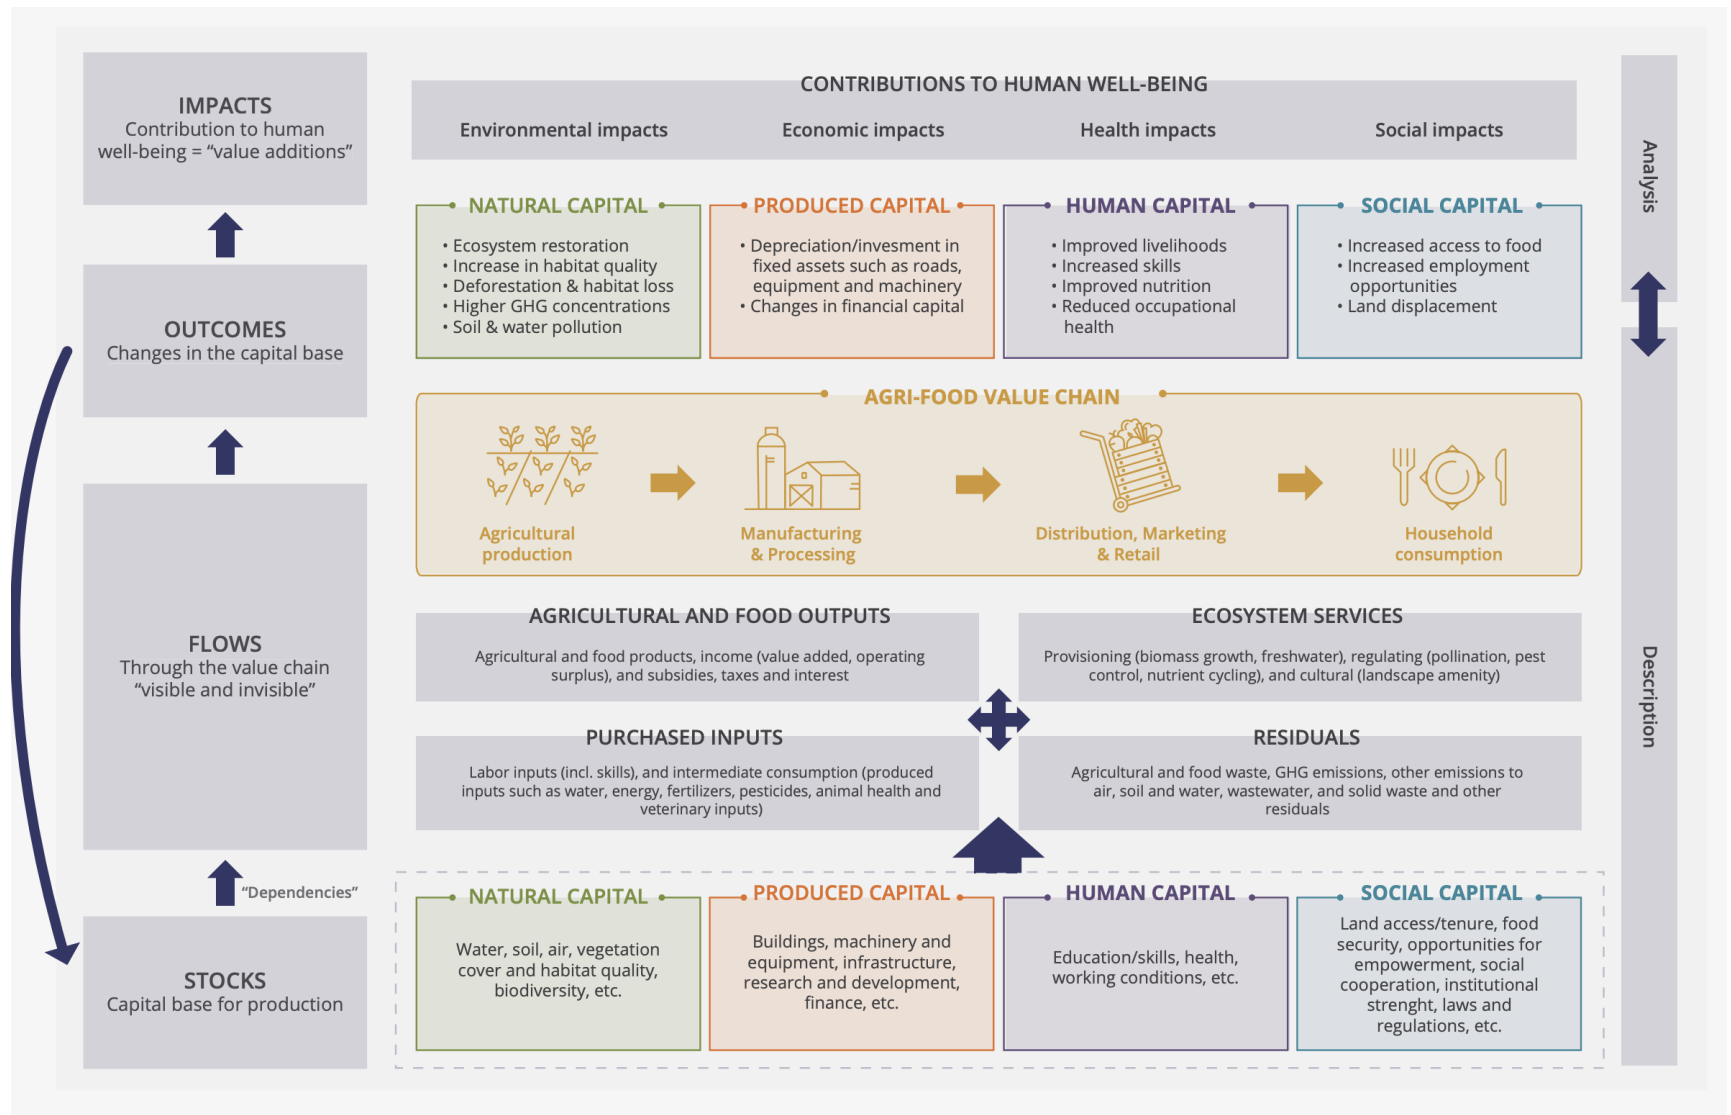 IMPACTS
Contribution to human
well-being = “value additions”
OUTCOMES
Changes in the capital base
FLOWS
Through the value chain
“visible and invisible”
“Dependencies”
STOCKS
Capital base for production
CONTRIBUTIONS TO HUMAN WELL-BEING
Environmental impacts
Economic impacts
Health impacts
Social impacts
NATURAL CAPITAL
• Ecosystem restoration
• Increase in habitat quality
• Deforestation & habitat loss
• Higher GHG concentrations
• Soil & water pollution
PRODUCED CAPITAL
• Depreciation/invesment in
fixed assets such as roads,
equipment and machinery
• Changes in financial capital
HUMAN CAPITAL
• Improved livelihoods
• Increased skills
• Improved nutrition
• Reduced occupational
health
SOCIAL CAPITAL
• Increased access to food
• Increased employment
opportunities
• Land displacement
AGRI-FOOD VALUE CHAIN
Agricultural
production
Manufacturing
& Processing
Distribution, Marketing
& Retail
Household
consumption
AGRICULTURAL AND FOOD OUTPUTS
Agricultural and food products, income (value added, operating
surplus), and subsidies, taxes and interest
ECOSYSTEM SERVICES
Provisioning (biomass growth, freshwater), regulating (pollination, pest
control, nutrient cycling), and cultural (landscape amenity)
PURCHASED INPUTS
Labor inputs (incl. skills), and intermediate consumption (produced
inputs such as water, energy, fertilizers, pesticides, animal health and
veterinary inputs)
RESIDUALS
Agricultural and food waste, GHG emissions, other emissions to
air, soil and water, wastewater, and solid waste and other
residuals
NATURAL CAPITAL
Water, soil, air, vegetation
cover and habitat quality,
biodiversity, etc.
PRODUCED CAPITAL
Buildings, machinery and
equipment, infrastructure,
research and development,
finance, etc.
HUMAN CAPITAL
Education/skills, health,
working conditions, etc.
SOCIAL CAPITAL
Land access/tenure, food
security, opportunities for
empowerment, social
cooperation, institutional
strenght, laws and
regulations, etc.
Analysis
Description